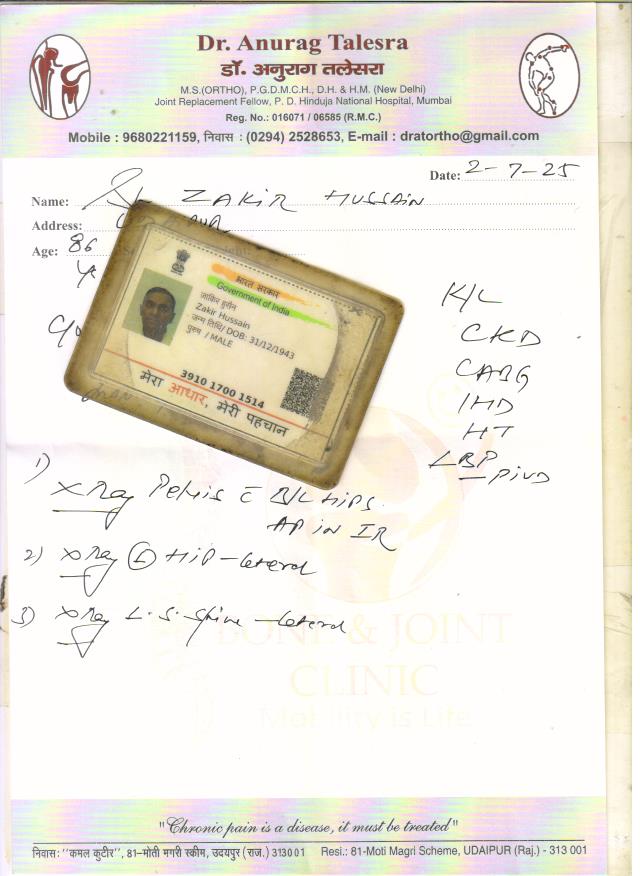 Dr. Anurag Talesra
डॉ. अनुराग तलेसरा
M.S.(ORTHO), P.G.D.M.C.H., D.H. & H.M. (New Delhi)
Joint Replacement Fellow, P. D. Hinduja National Hospital, Mumbai
Reg. No.: 016071 / 06585 (R.M.C.)
Mobile : 9680221159, निवास : (0294) 2528653, E-mail : dratortho@gmail.com
Date: 2-7-25
Name: ZAKIR HUSSAIN
Address:
Age: 86
भारत सरकार
Government of India
ज़ाकिर हुसैन
Zakir Hussain
जन्म तिथि/ DOB: 31/12/1943
पुरुष / MALE
3910 1700 1514
मेरा आधार, मेरी पहचान
K/C
CKD
CABG
IHD
HT
LBP
PIVD
1) X Ray Pelvis c B/L HIPS
AP in IR
2) X Ray L HIP - lateral
3) X Ray L.S. Spine - lateral
BONE & JOINT
CLINIC
Mobility is Life
"Chronic pain is a disease, it must be treated"
निवास: "कमल कुटीर", 81-मोती मगरी स्कीम, उदयपुर (राज.) 313001 Resi.: 81-Moti Magri Scheme, UDAIPUR (Raj.) - 313 001